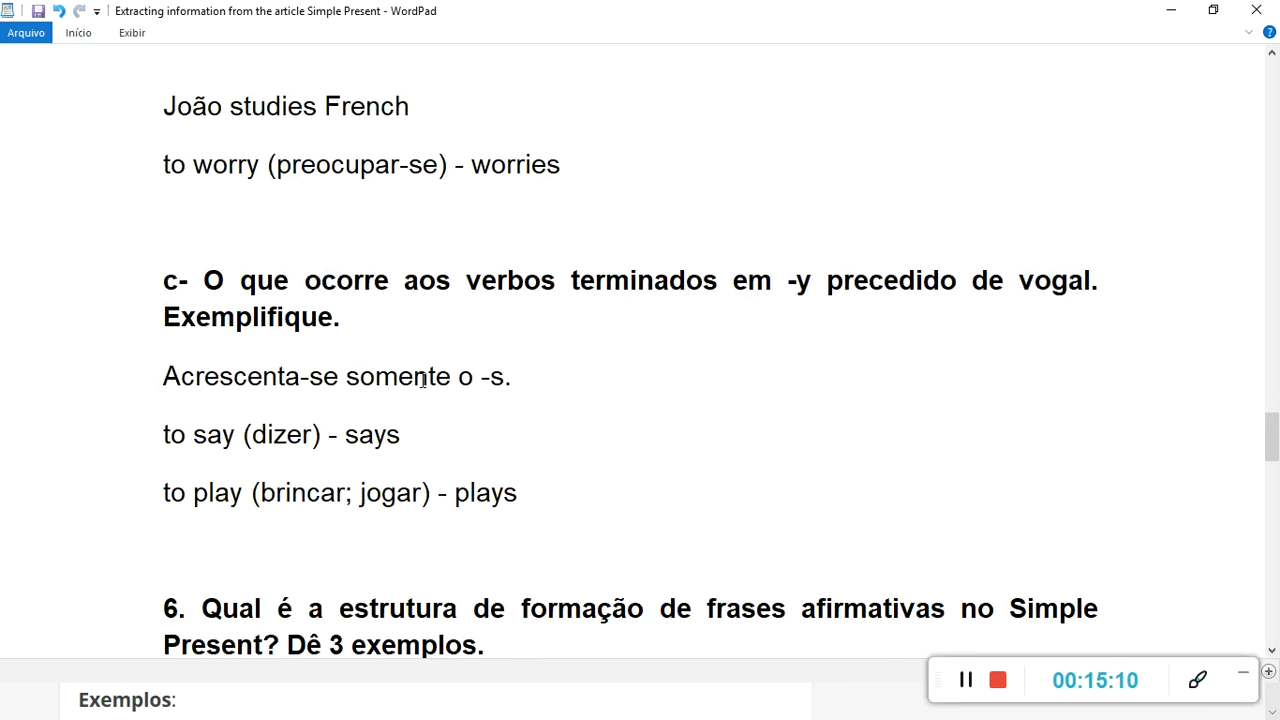 Extracting information from the article Simple Present - WordPad
Arquivo Início Exibir
João studies French
to worry (preocupar-se) - worries
c- O que ocorre aos verbos terminados em -y precedido de vogal.
Exemplifique.
Acrescenta-se somente o -s.
to say (dizer) - says
to play (brincar; jogar) - plays
6. Qual é a estrutura de formação de frases afirmativas no Simple
Present? Dê 3 exemplos.
00:15:10
Exemplos: